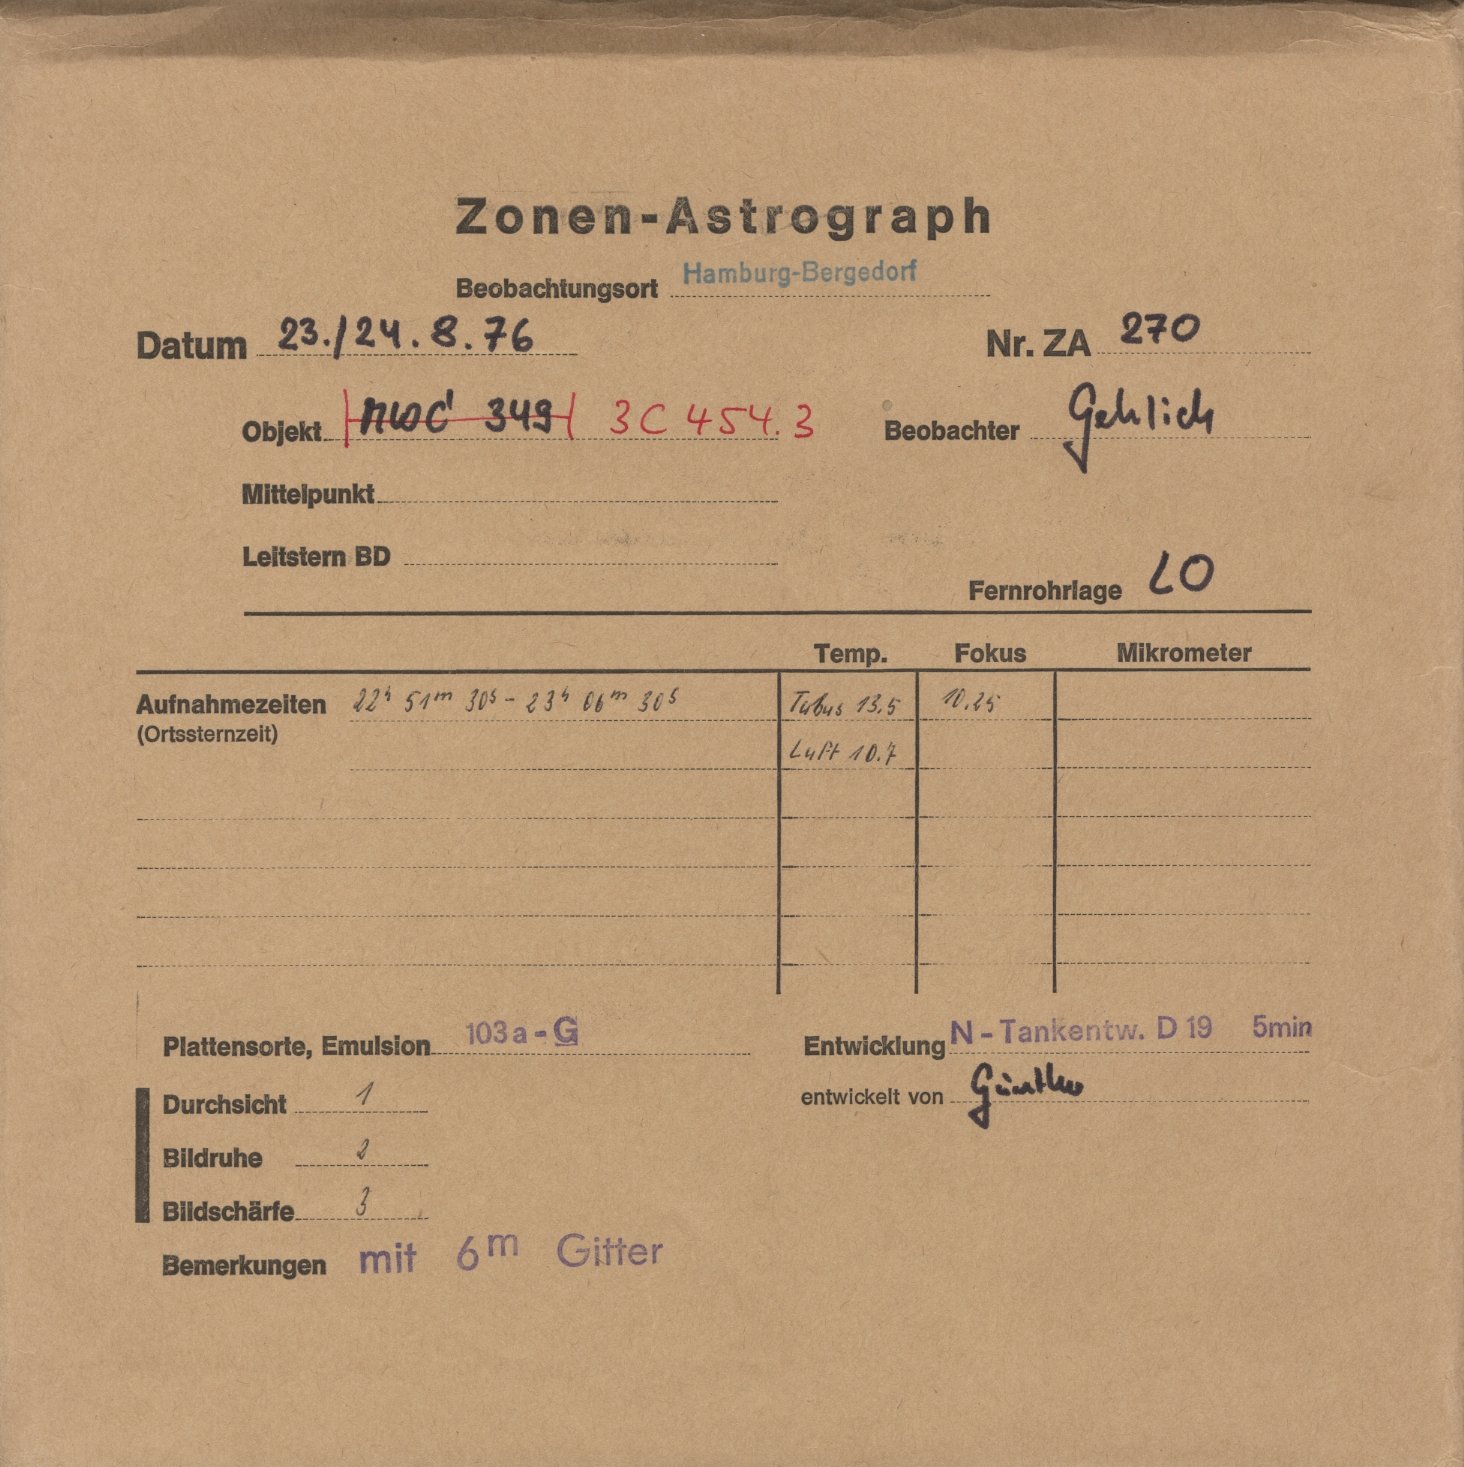 Zonen-Astrograph
Beobachtungsort Hamburg-Bergedorf
Datum 23./24.8.76 Nr. ZA 270
Objekt MWC 349 3C 454.3 Beobachter Gehlich
Mittelpunkt
Leitstern BD
Fernrohrlage LO
Temp. Fokus Mikrometer
Aufnahmezeiten 22h 51m 30s - 23h 06m 30s Tubus 13.5 10.25
(Ortssternzeit)
Luft 10.7
Plattensorte, Emulsion 103a-G Entwicklung N-Tankentw. D 19 5min
Durchsicht 1 entwickelt von Günther
Bildruhe 2
Bildschärfe 3
Bemerkungen mit 6m Gitter